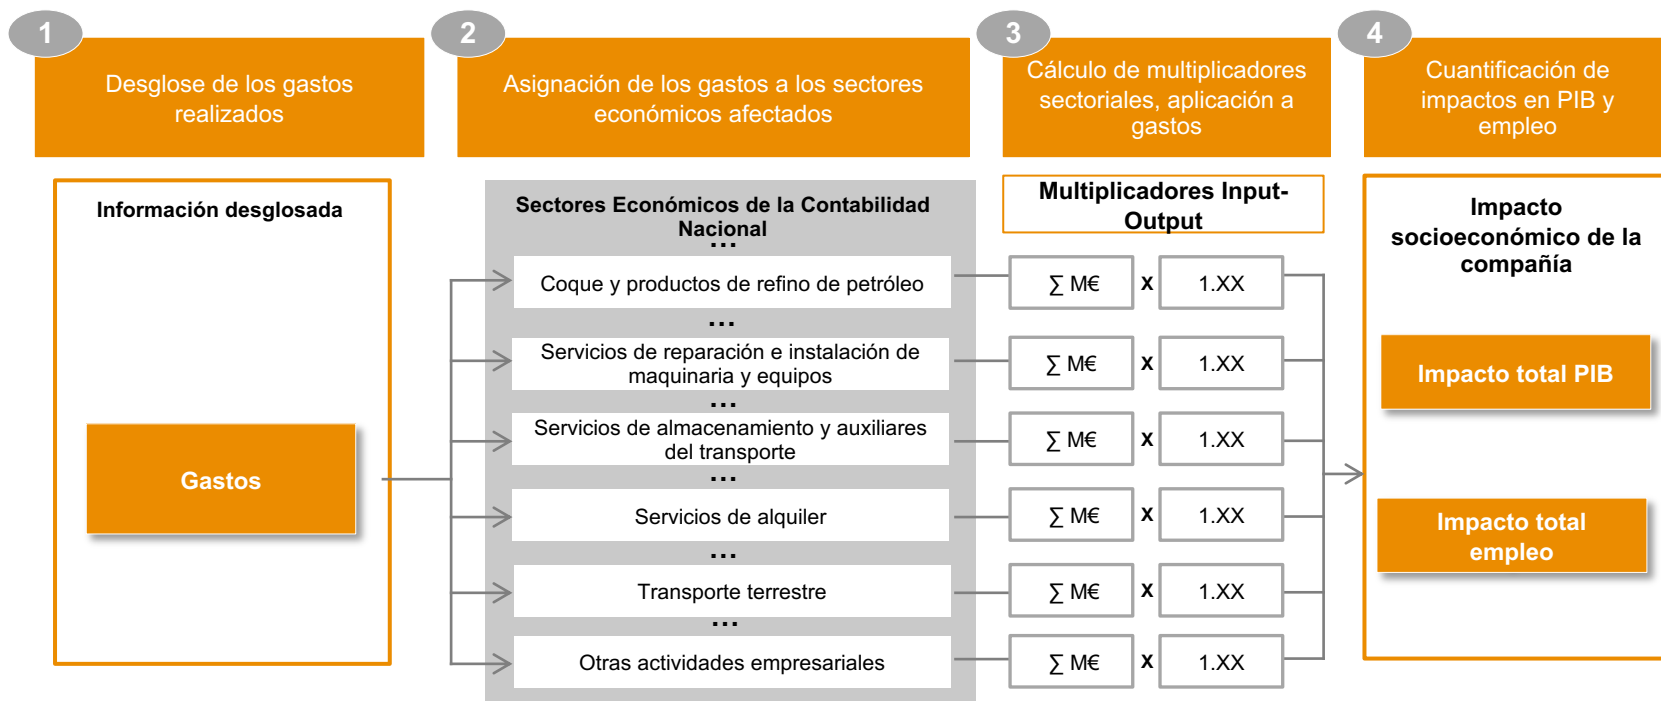 1
Desglose de los gastos
realizados
2
Asignación de los gastos a los sectores
económicos afectados
3
Cálculo de multiplicadores
sectoriales, aplicación a
gastos
4
Cuantificación de
impactos en PIB y
empleo
Información desglosada
Gastos
Sectores Económicos de la Contabilidad
Nacional
...
Coque y productos de refino de petróleo
...
Servicios de reparación e instalación de
maquinaria y equipos
...
Servicios de almacenamiento y auxiliares
del transporte
...
Servicios de alquiler
...
Transporte terrestre
...
Otras actividades empresariales
Multiplicadores Input-
Output
∑ M€ x 1.XX
∑ M€ x 1.XX
∑ M€ x 1.XX
∑ M€ x 1.XX
∑ M€ x 1.XX
∑ M€ x 1.XX
Impacto
socioeconómico de la
compañía
Impacto total PIB
Impacto total
empleo